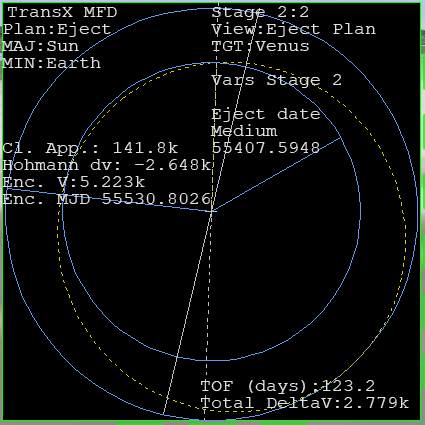 TransX MFD
Stage 2:2
Plan:Eject
View:Eject Plan
MAJ:Sun
TGT:Venus
MIN:Earth
Vars Stage 2
Eject date
Medium
Cl. App.: 141.8k
55407.5948
Hohmann dv: -2.648k
Enc. V:5.223k
Enc. MJD 55530.8026
TOF (days):123.2
Total DeltaV:2.779k